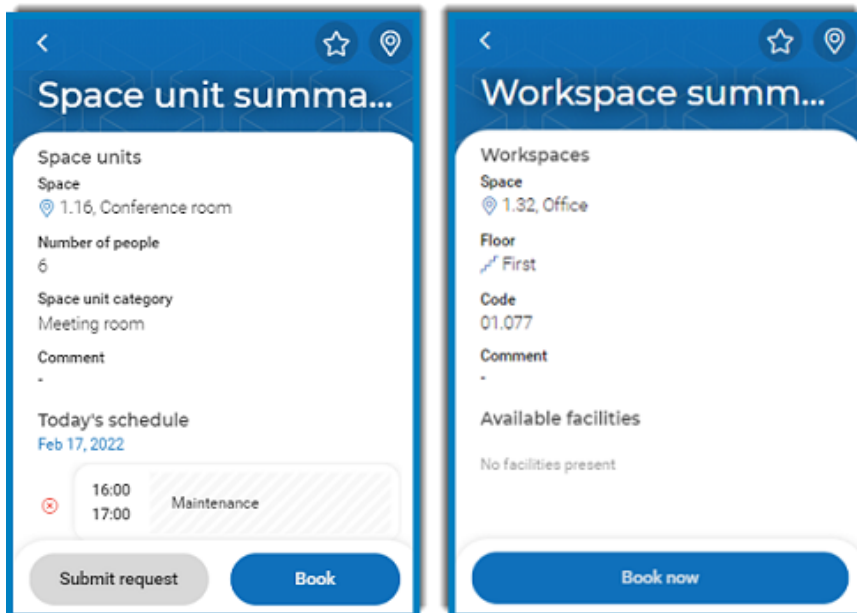 Space unit summa...
Space units
Space
1.16, Conference room
Number of people
6
Space unit category
Meeting room
Comment
-
Today's schedule
Feb 17, 2022
16:00
17:00
Maintenance
Submit request
Book
Workspace summ...
Workspaces
Space
1.32, Office
Floor
First
Code
01.077
Comment
-
Available facilities
No facilities present
Book now